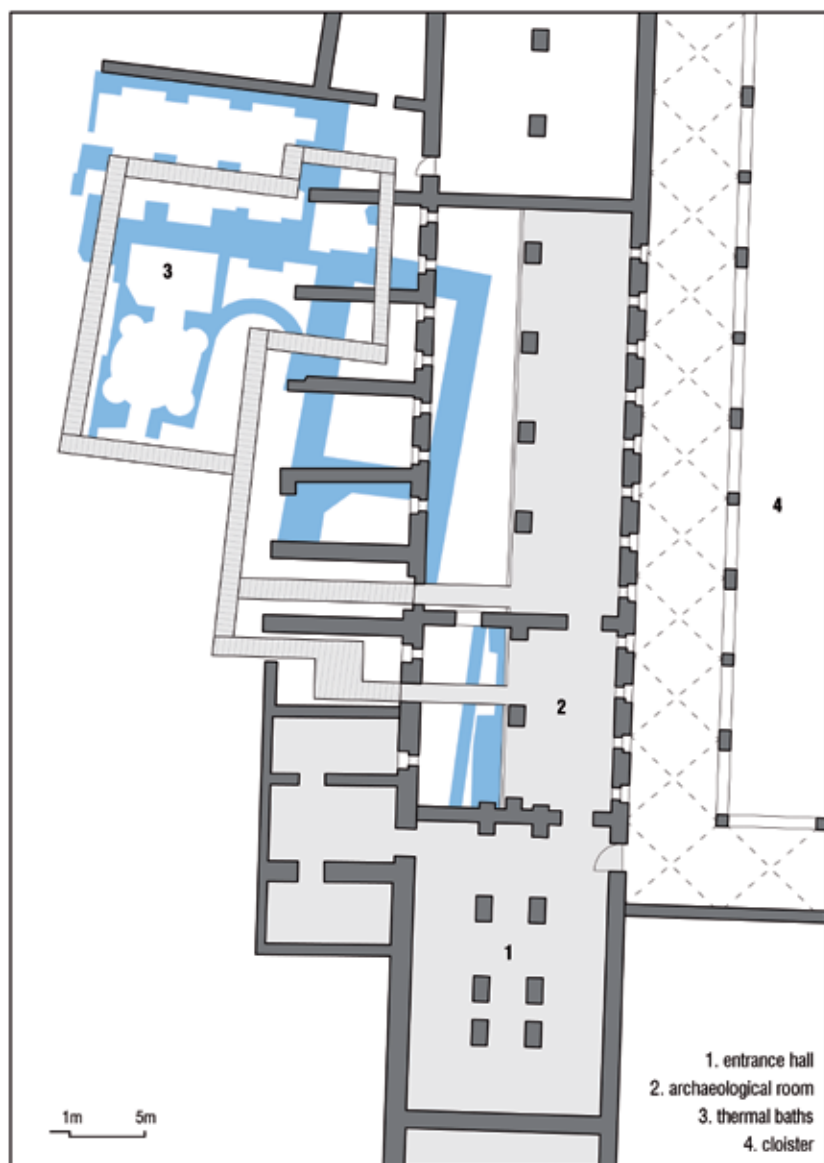 3
4
2
1
1. entrance hall
2. archaeological room
3. thermal baths
4. cloister
1m 5m